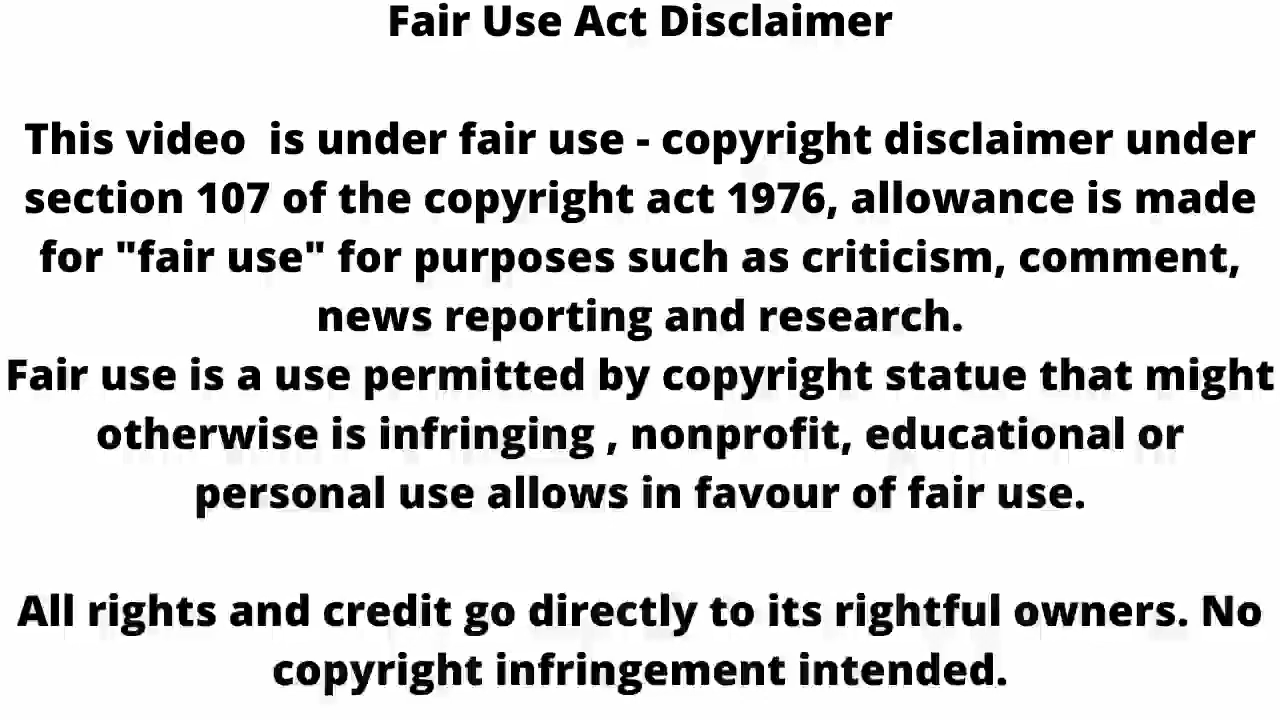 Fair Use Act Disclaimer
This video  is under fair use - copyright disclaimer under
section 107 of the copyright act 1976, allowance is made
for "fair use" for purposes such as criticism, comment,
news reporting and research.
Fair use is a use permitted by copyright statue that might
otherwise is infringing , nonprofit, educational or
personal use allows in favour of fair use.
All rights and credit go directly to its rightful owners. No
copyright infringement intended.